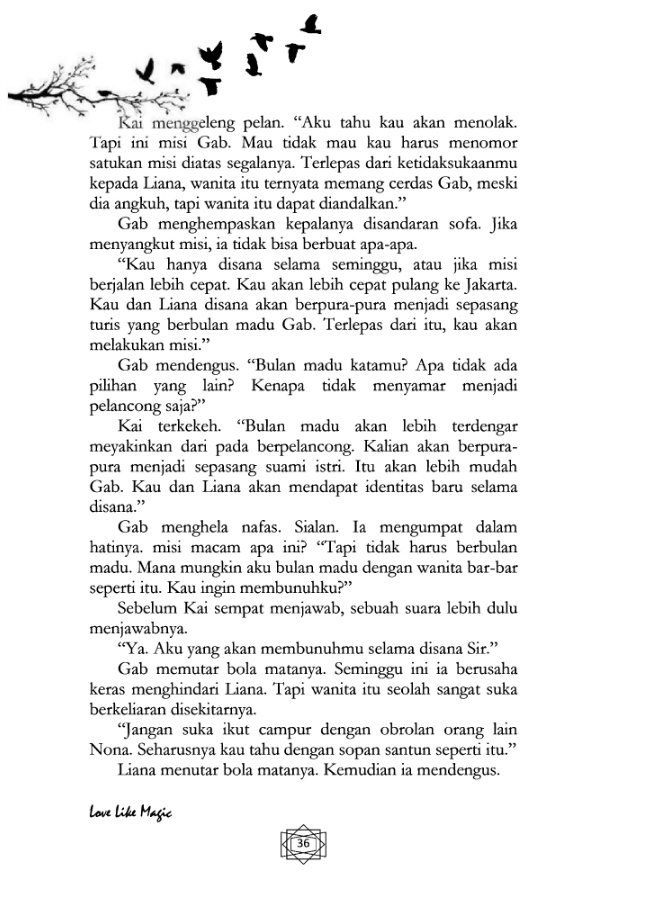 Kai menggeleng pelan. “Aku tahu kau akan menolak.
Tapi ini misi Gab. Mau tidak mau kau harus menomor
satukan misi diatas segalanya. Terlepas dari ketidaksukaanmu
kepada Liana, wanita itu ternyata memang cerdas Gab, meski
dia angkuh, tapi wanita itu dapat diandalkan.”
Gab menghempaskan kepalanya disandaran sofa. Jika
menyangkut misi, ia tidak bisa berbuat apa-apa.
“Kau hanya disana selama seminggu, atau jika misi
berjalan lebih cepat. Kau akan lebih cepat pulang ke Jakarta.
Kau dan Liana disana akan berpura-pura menjadi sepasang
turis yang berbulan madu Gab. Terlepas dari itu, kau akan
melakukan misi.”
Gab mendengus. “Bulan madu katamu? Apa tidak ada
pilihan yang lain? Kenapa tidak menyamar menjadi
pelancong saja?”
Kai terkekeh. “Bulan madu akan lebih terdengar
meyakinkan dari pada berpelancong. Kalian akan berpura-
pura menjadi sepasang suami istri. Itu akan lebih mudah
Gab. Kau dan Liana akan mendapat identitas baru selama
disana.”
Gab menghela nafas. Sialan. Ia mengumpat dalam
hatinya. misi macam apa ini? “Tapi tidak harus berbulan
madu. Mana mungkin aku bulan madu dengan wanita bar-bar
seperti itu. Kau ingin membunuhku?”
Sebelum Kai sempat menjawab, sebuah suara lebih dulu
menjawabnya.
“Ya. Aku yang akan membunuhmu selama disana Sir.”
Gab memutar bola matanya. Seminggu ini ia berusaha
keras menghindari Liana. Tapi wanita itu seolah sangat suka
berkeliaran disekitarnya.
“Jangan suka ikut campur dengan obrolan orang lain
Nona. Seharusnya kau tahu dengan sopan santun seperti itu.”
Liana menutar bola matanya. Kemudian ia mendengus.
Love Like Magic
36